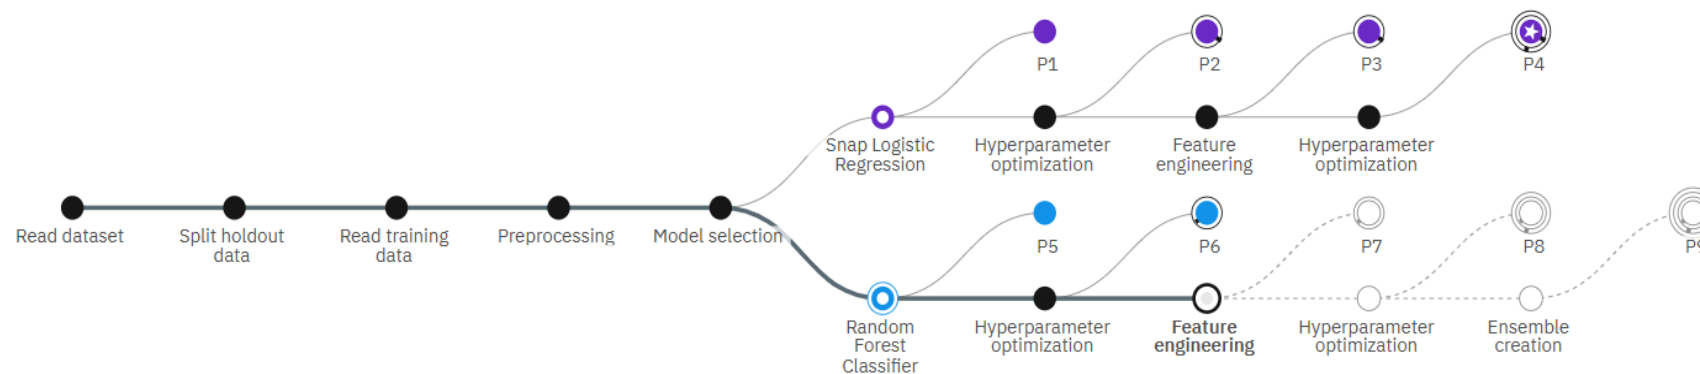 P1
P2
P3
P4
Snap Logistic
Regression
Hyperparameter
optimization
Feature
engineering
Hyperparameter
optimization
Read dataset
Split holdout
data
Read training
data
Preprocessing
Model selection
P5
P6
P7
P8
P9
Random
Forest
Classifier
Hyperparameter
optimization
Feature
engineering
Hyperparameter
optimization
Ensemble
creation